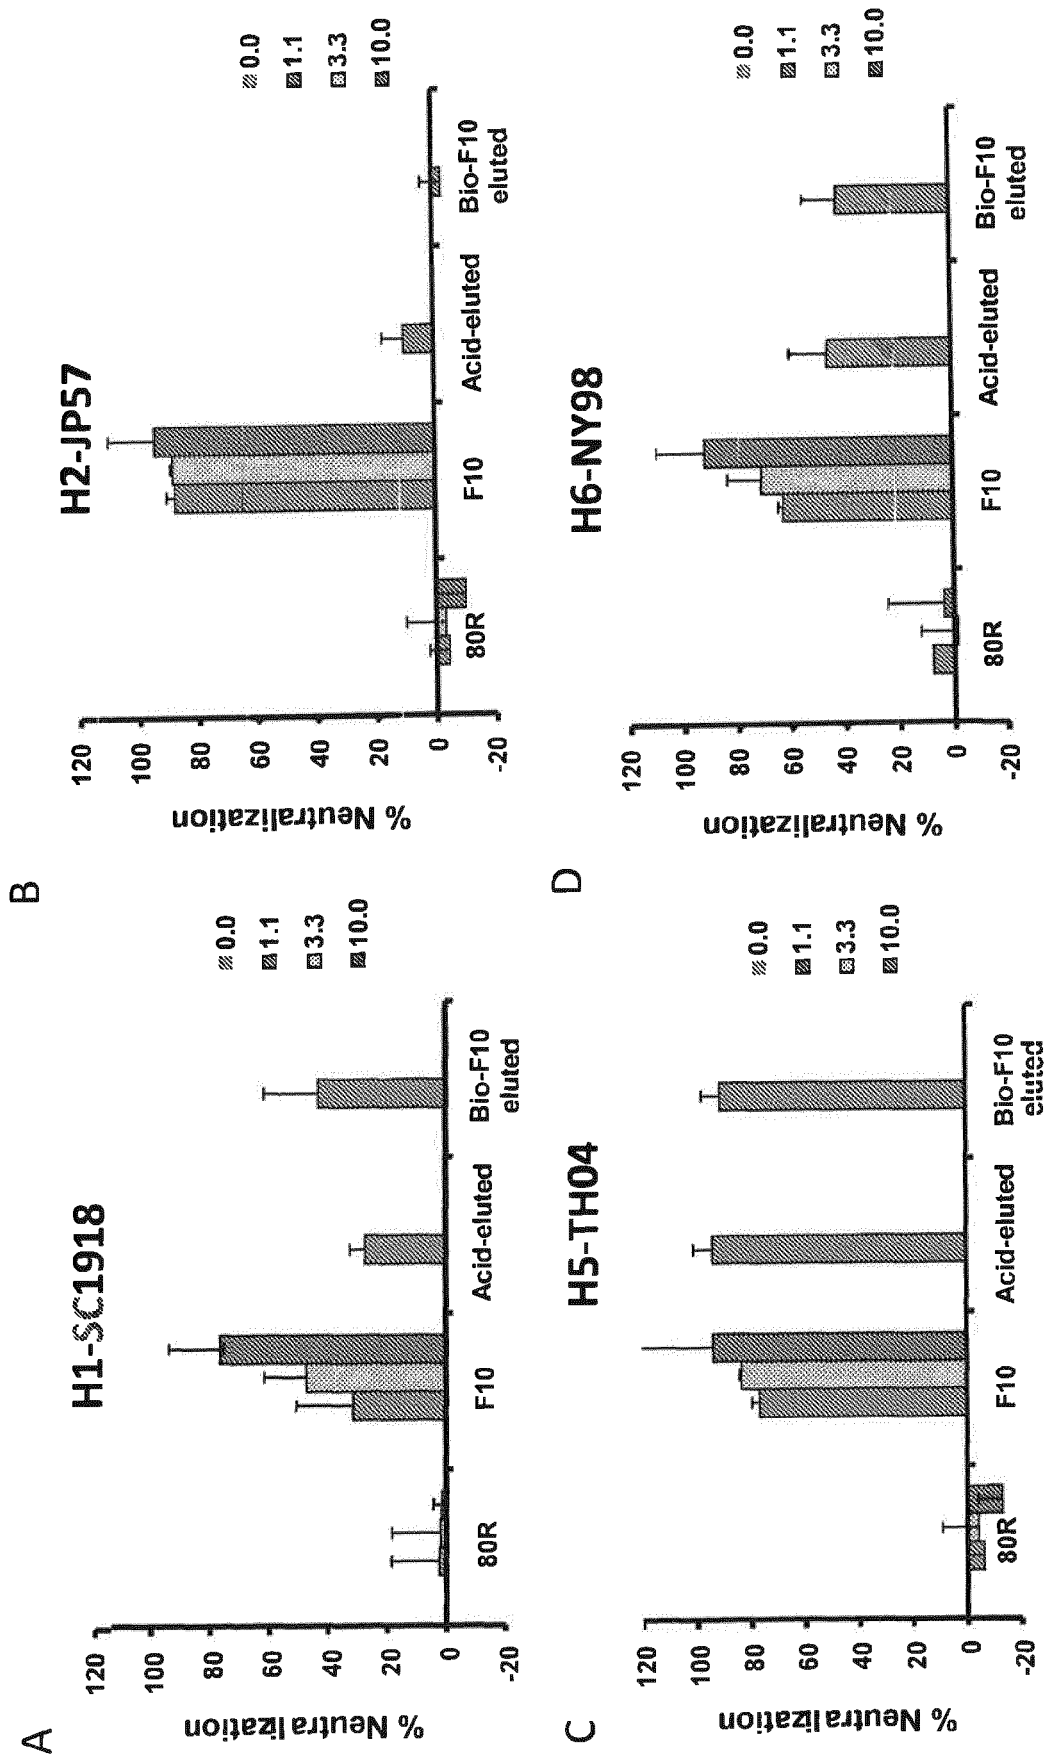 A
H1-SC1918
% Neutralization
120
100
80
60
40
20
0
-20
80R
F10
Acid-eluted
Bio-F10
eluted
0.0
1.1
3.3
10.0
B
H2-JP57
% Neutralization
120
100
80
60
40
20
0
-20
80R
F10
Acid-eluted
Bio-F10
eluted
0.0
1.1
3.3
10.0
C
H5-TH04
% Neutralization
120
100
80
60
40
20
0
-20
80R
F10
Acid-eluted
Bio-F10
eluted
0.0
1.1
3.3
10.0
D
H6-NY98
% Neutralization
120
100
80
60
40
20
0
-20
80R
F10
Acid-eluted
Bio-F10
eluted
0.0
1.1
3.3
10.0